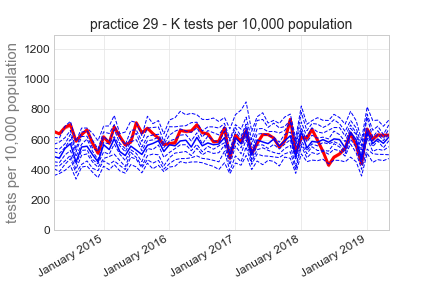 practice 29 - K tests per 10,000 population
tests per 10,000 population
1200
1000
800
600
400
200
0
January 2015
January 2016
January 2017
January 2018
January 2019